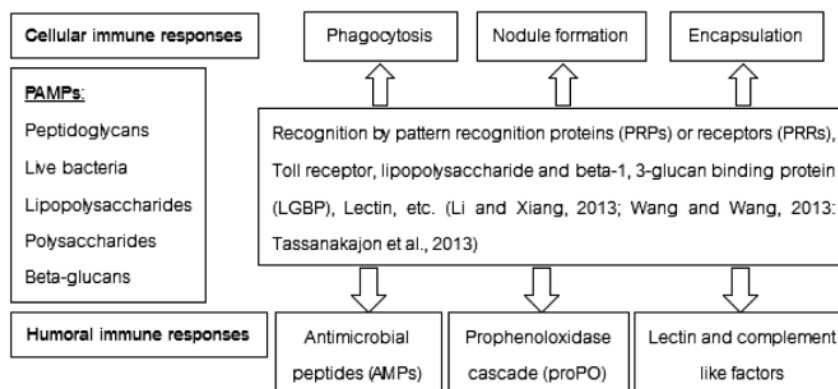 Cellular immune responses
Phagocytosis
Nodule formation
Encapsulation
PAMPs:
Peptidoglycans
Live bacteria
Lipopolysaccharides
Polysaccharides
Beta-glucans
Recognition by pattern recognition proteins (PRPs) or receptors (PRRs),
Toll receptor, lipopolysaccharide and beta-1, 3-glucan binding protein
(LGBP), Lectin, etc. (Li and Xiang, 2013; Wang and Wang, 2013:
Tassanakajon et al., 2013)
Humoral immune responses
Antimicrobial
peptides (AMPs)
Prophenoloxidase
cascade (proPO)
Lectin and complement
like factors